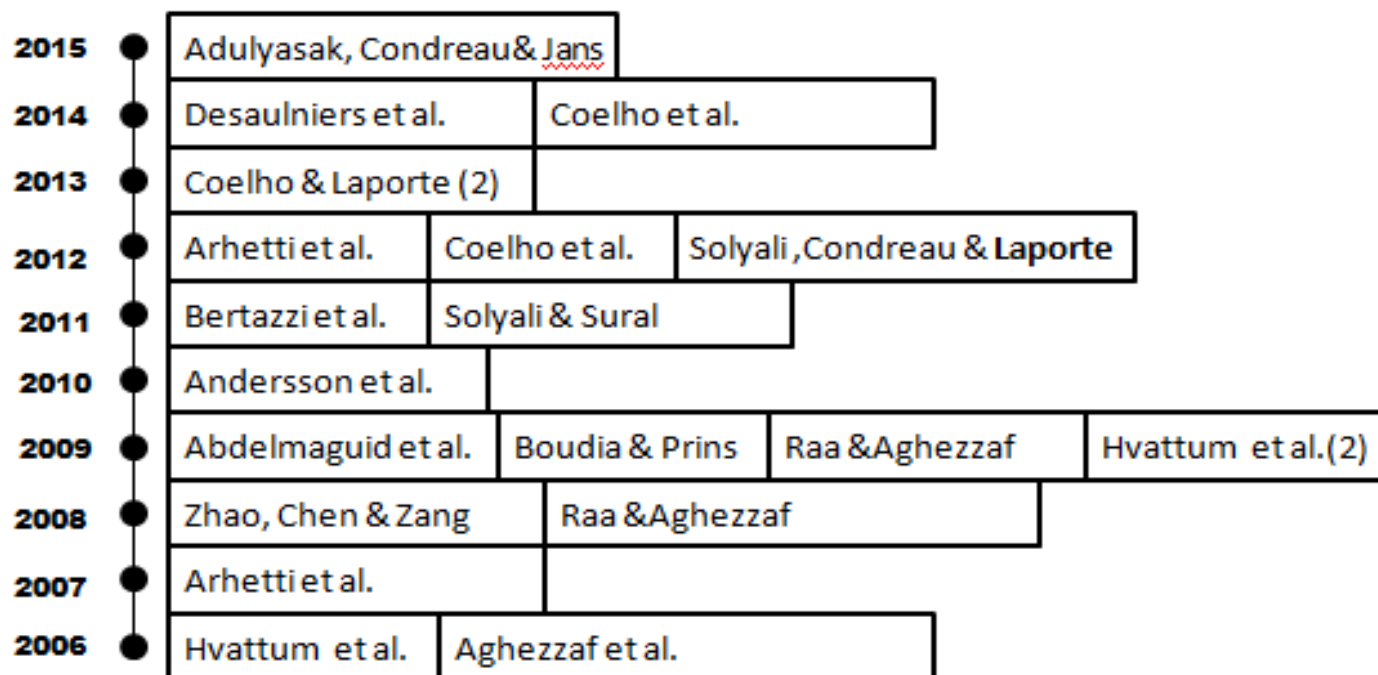 2015 Adulyasak, Condreau& Jans
2014 Desaulniers et al. Coelho et al.
2013 Coelho & Laporte (2)
2012 Arhetti et al. Coelho et al. Solyali ,Condreau & Laporte
2011 Bertazzi et al. Solyali & Sural
2010 Andersson et al.
2009 Abdelmaguid et al. Boudia & Prins Raa &Aghezzaf Hvattum et al.(2)
2008 Zhao, Chen & Zang Raa &Aghezzaf
2007 Arhetti et al.
2006 Hvattum et al. Aghezzaf et al.